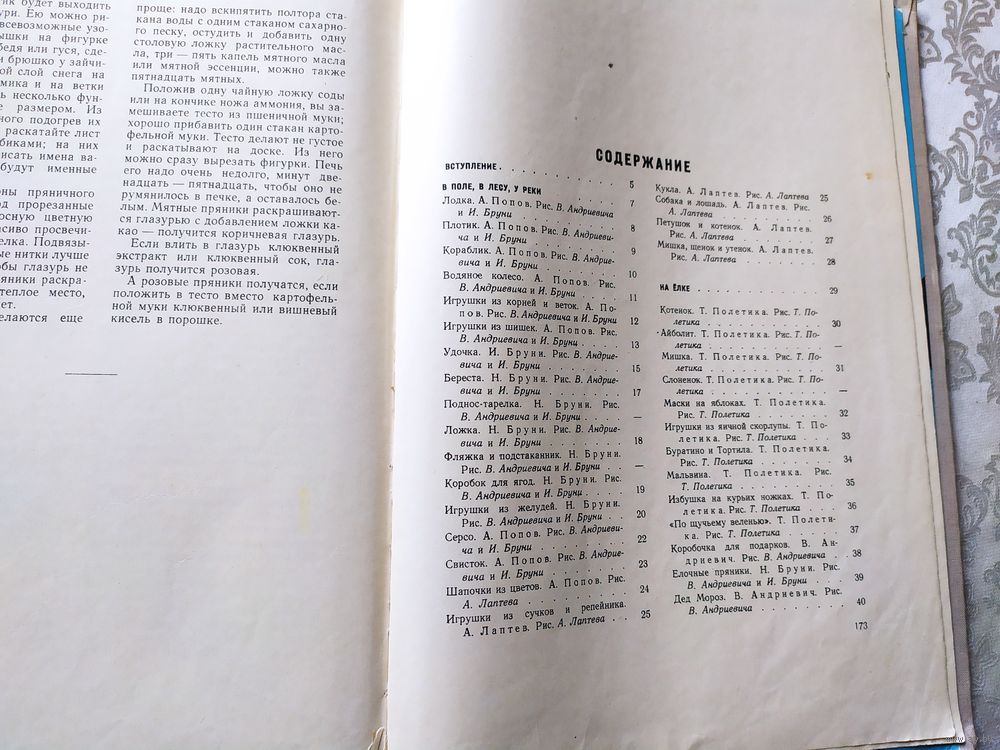 ик будет выходить
ури. Ею можно ри-
всевозможные узо-
ышки на фигурке
бедя или гуся, сде-
и брюшко у зайчи-
ой слой снега на
мика и на ветки
ь несколько фун-
е размером. Из
ного подогрев их
раскатайте лист
биками; на них
исать имена ва-
будут именные
оны пряничного
од прорезанные
осную цветную
асиво просвечи-
елка. Подвязы-
ые нитки лучше
обы глазурь не
ряники раскра-
теплое место,
нет.
елаются еще
проще: надо вскипятить полтора ста-
кана воды с одним стаканом сахарно-
го песку, остудить и добавить одну
столовую ложку растительного мас-
ла, три — пять капель мятного масла
или мятной эссенции, можно также
пятнадцать мятных.
Положив одну чайную ложку соды
или на кончике ножа аммония, вы за-
мешиваете тесто из пшеничной муки;
хорошо прибавить один стакан карто-
фельной муки. Тесто делают не густое
и раскатывают на доске. Из него
можно сразу вырезать фигурки. Печь
его надо очень недолго, минут две-
надцать — пятнадцать, чтобы оно не
румянилось в печке, а оставалось бе-
лым. Мятные пряники раскрашивают-
ся глазурью с добавлением ложки ка-
као — получится коричневая глазурь.
Если влить в глазурь клюквенный
экстракт или клюквенный сок, гла-
зурь получится розовая.
А розовые пряники получатся, если
положить в тесто вместо картофель-
ной муки клюквенный или вишневый
кисель в порошке.
СОДЕРЖАНИЕ
ВСТУПЛЕНИЕ . . . . . . . . . . 5
В ПОЛЕ, В ЛЕСУ, У РЕКИ
Лодка. А. Попов. Рис. В. Андриевича 7
и И. Бруни . . . . . . . . .
Плотик. А. Попов. Рис. В. Андриеви- 8
ча и И. Бруни . . . . . . . .
Кораблик. А. Попов. Рис. В. Андрие- 9
вича и И. Бруни . . . . . . .
Водяное колесо. А. Попов. Рис. 10
В. Андриевича и И. Бруни . . . .
Игрушки из корней и веток. А. По- 11
пов. Рис. В. Андриевича и И. Бруни 12
Игрушки из шишек. А. Попов. Рис.
В. Андриевича и И. Бруни . . . . 13
Удочка. И. Бруни. Рис. В. Андрие-
вича и И. Бруни . . . . . . . 15
Береста. Н. Бруни. Рис. В. Андрие-
вича и И. Бруни . . . . . . . 17
Поднос-тарелка. Н. Бруни. Рис.
В. Андриевича и И. Бруни . . . . —
Ложка. Н. Бруни. Рис. В. Андрие-
вича и И. Бруни . . . . . . . 18
Фляжка и подстаканник. Н. Бруни.
Рис. В. Андриевича и И. Бруни . . —
Коробок для ягод. Н. Бруни. Рис.
В. Андриевича и И. Бруни . . . . 19
Игрушки из желудей. Н. Бруни.
Рис. В. Андриевича и И. Бруни . . 20
Серсо. А. Попов. Рис. В. Андриеви-
ча и И. Бруни . . . . . . . . 22
Свисток. А. Попов. Рис. В. Андрие-
вича и И. Бруни . . . . . . . 23
Шапочки из цветов. А. Попов. Рис.
А. Лаптева . . . . . . . . . 24
Игрушки из сучков и репейника.
А. Лаптев. Рис. А. Лаптева . . . 25
Кукла. А. Лаптев. Рис. А. Лаптева 25
Собака и лошадь. А. Лаптев. Рис.
А. Лаптева . . . . . . . . . 26
Петушок и котенок. А. Лаптев.
Рис. А. Лаптева . . . . . . . 27
Мишка, щенок и утенок. А. Лаптев.
Рис. А. Лаптева . . . . . . . 28
НА ЁЛКЕ . . . . . . . . . . 29
Котенок. Т. Полетика. Рис. Т. По-
летика . . . . . . . . . . 30
Айболит. Т. Полетика. Рис. Т. По-
летика . . . . . . . . . . —
Мишка. Т. Полетика. Рис. Т. По-
летика . . . . . . . . . . 31
Слоненок. Т. Полетика. Рис. Т. По-
летика . . . . . . . . . . —
Маски на яблоках. Т. Полетика.
Рис. Т. Полетика . . . . . . . 32
Игрушки из яичной скорлупы. Т. По-
летика. Рис. Т. Полетика . . . 33
Буратино и Тортила. Т. Полетика.
Рис. Т. Полетика . . . . . . . 34
Мальвина. Т. Полетика. Рис.
Т. Полетика . . . . . . . . . 35
Избушка на курьих ножках. Т. По-
летика. Рис. Т. Полетика . . . . 36
«По щучьему веленью». Т. Полети-
ка. Рис. Т. Полетика . . . . . 37
Коробочка для подарков. В. Ан-
дриевич. Рис. В. Андриевича . . 38
Елочные пряники. Н. Бруни. Рис.
В. Андриевича и И. Бруни . . . 39
Дед Мороз. В. Андриевич. Рис.
В. Андриевича . . . . . . . . 40
173